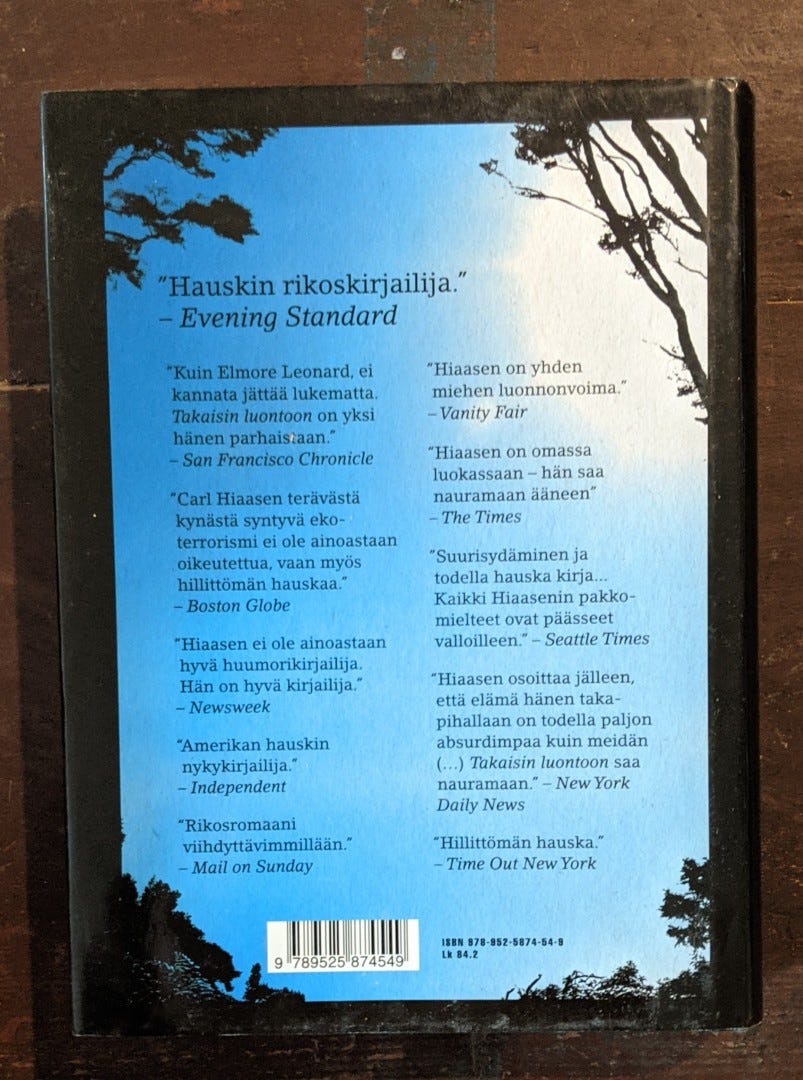 "Hauskin rikoskirjailija."
– Evening Standard
"Kuin Elmore Leonard, ei
kannata jättää lukematta.
Takaisin luontoon on yksi
hänen parhaistaan."
– San Francisco Chronicle
"Carl Hiaasen terävästä
kynästä syntyvä eko-
terrorismi ei ole ainoastaan
oikeutettua, vaan myös
hillittömän hauskaa."
– Boston Globe
"Hiaasen ei ole ainoastaan
hyvä huumorikirjailija.
Hän on hyvä kirjailija."
– Newsweek
"Amerikan hauskin
nykykirjailija."
– Independent
"Rikosromaani
viihdyttävimmillään."
– Mail on Sunday
"Hiaasen on yhden
miehen luonnonvoima."
– Vanity Fair
"Hiaasen on omassa
luokassaan – hän saa
nauramaan ääneen"
– The Times
"Suurisydäminen ja
todella hauska kirja...
Kaikki Hiaasenin pakko-
mielteet ovat päässeet
valloilleen." – Seattle Times
"Hiaasen osoittaa jälleen,
että elämä hänen taka-
pihallaan on todella paljon
absurdimpaa kuin meidän
(...) Takaisin luontoon saa
nauramaan." – New York
Daily News
"Hillittömän hauska."
– Time Out New York
9 789525 874549
ISBN 978-952-5874-54-9
Lk 84.2